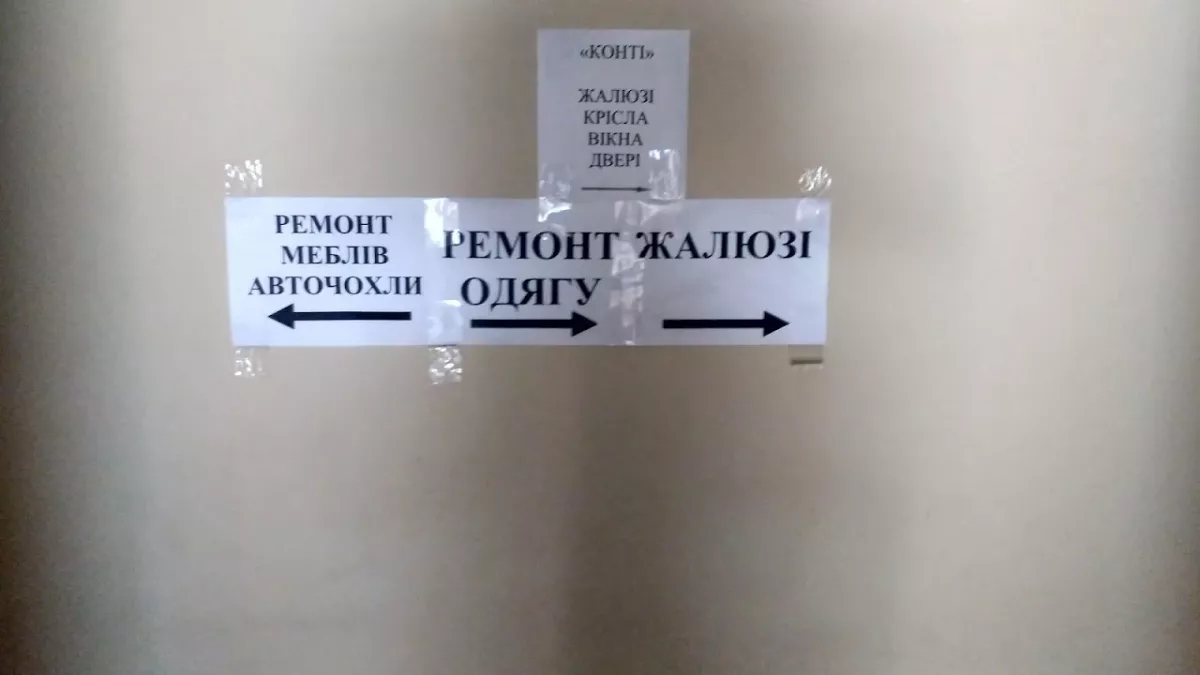 «КОНТІ»
ЖАЛЮЗІ
КРІСЛА
ВІКНА
ДВЕРІ
РЕМОНТ
МЕБЛІВ
АВТОЧОХЛИ
РЕМОНТ
ОДЯГУ
ЖАЛЮЗІ